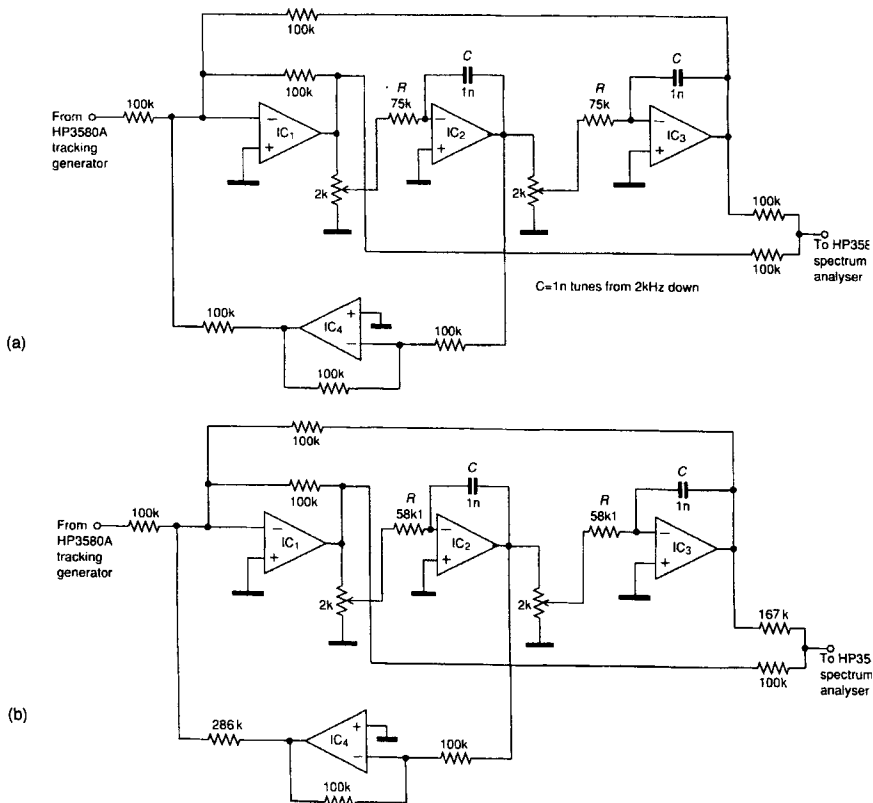 100k
C
100k
R
1n
75k
C
R
1n
75k
From
HP3580A
tracking
generator
100k
−
+
IC1
−
+
IC2
−
+
IC3
2k
2k
100k
100k
To HP358
spectrum
analyser
C=1n tunes from 2kHz down
(a)
100k
IC4
+
−
100k
100k
100k
C
100k
R
1n
58k1
C
R
1n
58k1
From
HP3580A
tracking
generator
100k
−
+
IC1
−
+
IC2
−
+
IC3
2k
2k
167k
100k
To HP35
spectrum
analyser
(b)
286k
IC4
+
−
100k
100k